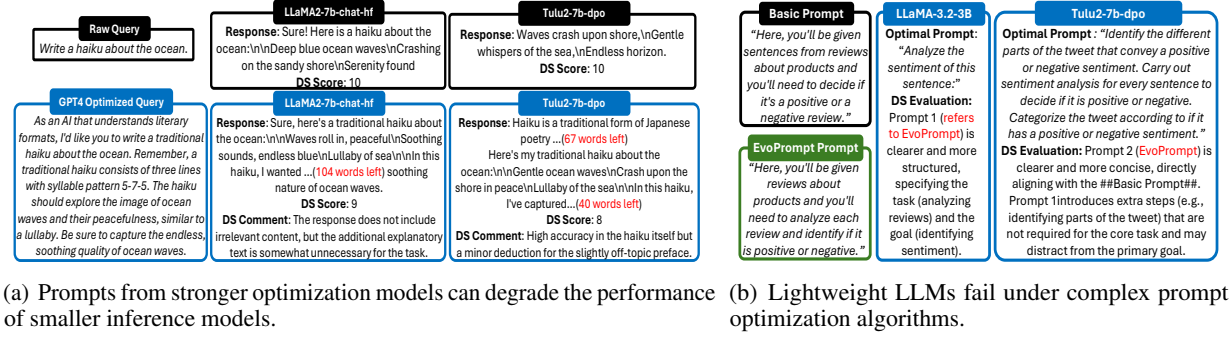 Raw Query
Write a haiku about the ocean.
LLaMA2-7b-chat-hf
Response: Sure! Here is a haiku about the
ocean:\n\nDeep blue ocean waves\nCrashing
on the sandy shore\nSerenity found
DS Score: 10
Tulu2-7b-dpo
Response: Waves crash upon shore,\nGentle
whispers of the sea,\nEndless horizon.
DS Score: 10
GPT4 Optimized Query
As an AI that understands literary
formats, I'd like you to write a traditional
haiku about the ocean. Remember, a
traditional haiku consists of three lines
with syllable pattern 5-7-5. The haiku
should explore the image of ocean
waves and their peacefulness, similar to
a lullaby. Be sure to capture the endless,
soothing quality of ocean waves.
LLaMA2-7b-chat-hf
Response: Sure, here's a traditional haiku about
the ocean:\n\nWaves roll in, peaceful\nSoothing
sounds, endless blue\nLullaby of sea\n\nIn this
haiku, I wanted ...(104 words left) soothing
nature of ocean waves.
DS Score: 9
DS Comment: The response does not include
irrelevant content, but the additional explanatory
text is somewhat unnecessary for the task.
Tulu2-7b-dpo
Response: Haiku is a traditional form of Japanese
poetry ...(67 words left)
Here's my traditional haiku about the
ocean:\n\nGentle ocean waves\nCrash upon the
shore in peace\nLullaby of the sea\n\nIn this haiku,
I've captured...(40 words left)
DS Score: 8
DS Comment: High accuracy in the haiku itself but
a minor deduction for the slightly off-topic preface.
(a) Prompts from stronger optimization models can degrade the performance
of smaller inference models.
Basic Prompt
"Here, you'll be given
sentences from reviews
about products and
you'll need to decide if
it's a positive or a
negative review."
EvoPrompt Prompt
"Here, you'll be given
reviews about
products and you'll
need to analyze each
review and identify if it
is positive or negative."
LLaMA-3.2-3B
Optimal Prompt:
"Analyze the
sentiment of this
sentence:"
DS Evaluation:
Prompt 1 (refers
to EvoPrompt) is
clearer and more
structured,
specifying the
task (analyzing
reviews) and the
goal (identifying
sentiment).
Tulu2-7b-dpo
Optimal Prompt : "Identify the different
parts of the tweet that convey a positive
or negative sentiment. Carry out
sentiment analysis for every sentence to
decide if it is positive or negative.
Categorize the tweet according to if it
has a positive or negative sentiment."
DS Evaluation: Prompt 2 (EvoPrompt) is
clearer and more concise, directly
aligning with the ##Basic Prompt##.
Prompt 1introduces extra steps (e.g.,
identifying parts of the tweet) that are
not required for the core task and may
distract from the primary goal.
(b) Lightweight LLMs fail under complex prompt
optimization algorithms.